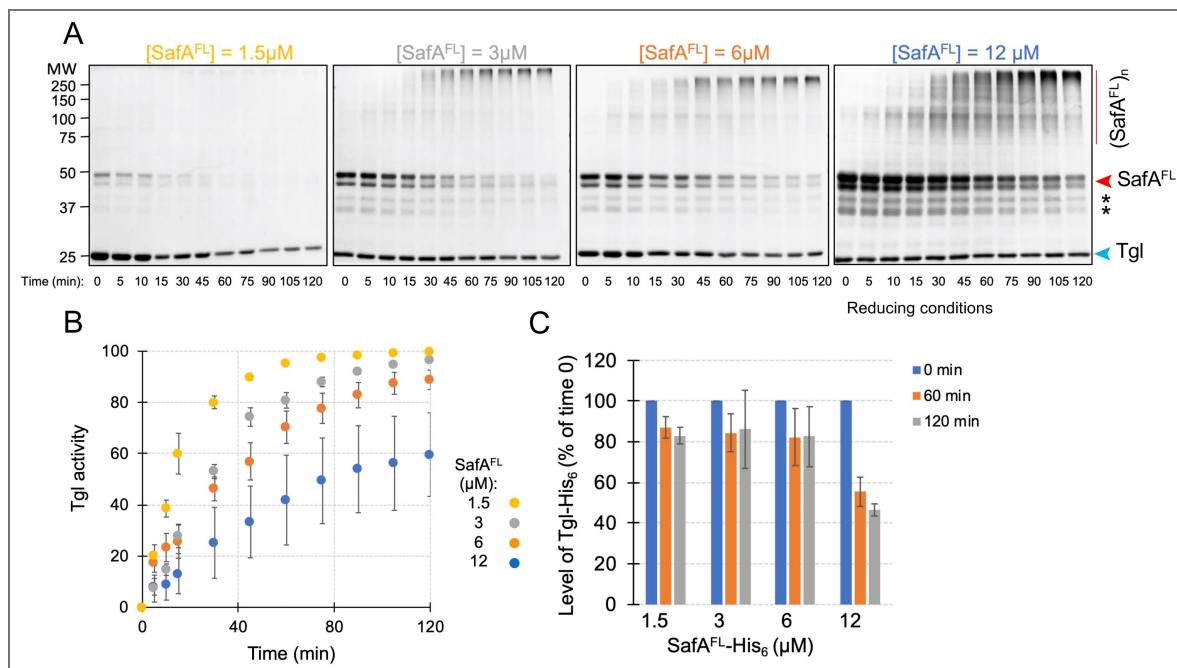 A
[SafA^FL] = 1.5µM
[SafA^FL] = 3µM
[SafA^FL] = 6µM
[SafA^FL] = 12 µM
MW
250
150
100
75
50
37
25
(SafA^FL)n
SafA^FL
*
*
Tgl
Time (min): 0 5 10 15 30 45 60 75 90 105 120
0 5 10 15 30 45 60 75 90 105 120
0 5 10 15 30 45 60 75 90 105 120
0 5 10 15 30 45 60 75 90 105 120
Reducing conditions
B
Tgl activity
100
80
60
40
20
0
0 40 80 120
Time (min)
SafA^FL
(µM):
1.5
3
6
12
C
Level of Tgl-His6 (% of time 0)
120
100
80
60
40
20
0
1.5 3 6 12
SafA^FL-His6 (µM)
0 min
60 min
120 min